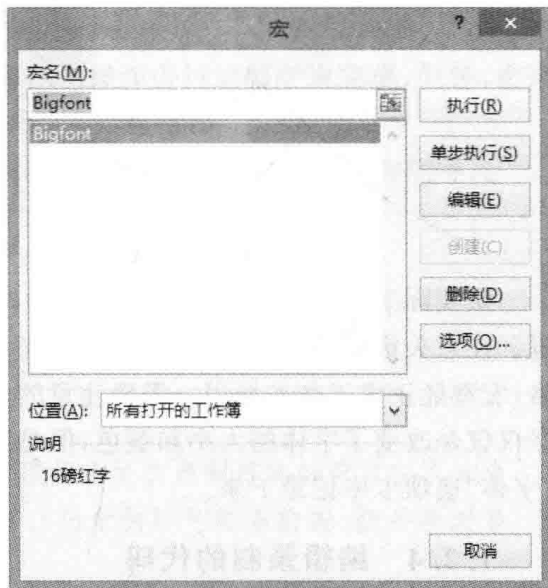 宏
?
×
宏名(M):
Bigfont
执行(R)
Bigfont
单步执行(S)
编辑(E)
创建(C)
删除(D)
选项(O)...
位置(A): 所有打开的工作簿
说明
16磅红字
取消